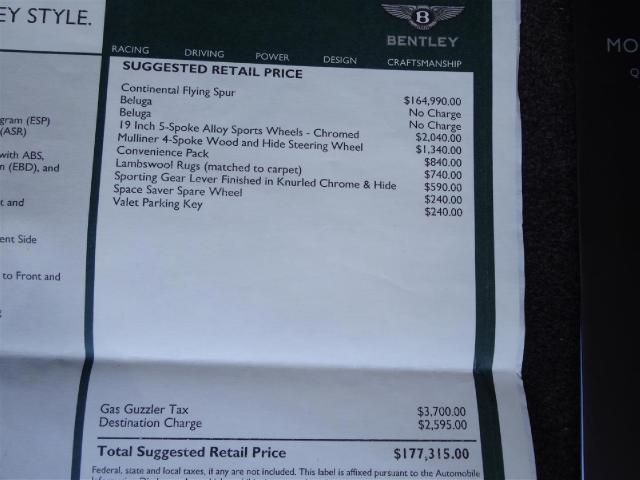 EY STYLE.
BENTLEY
RACING DRIVING POWER DESIGN CRAFTSMANSHIP
SUGGESTED RETAIL PRICE
Continental Flying Spur $164,990.00
Beluga No Charge
Beluga No Charge
19 Inch 5-Spoke Alloy Sports Wheels - Chromed $2,040.00
Mulliner 4-Spoke Wood and Hide Steering Wheel $1,340.00
Convenience Pack $840.00
Lambswool Rugs (matched to carpet) $740.00
Sporting Gear Lever Finished in Knurled Chrome & Hide $590.00
Space Saver Spare Wheel $240.00
Valet Parking Key $240.00
gram (ESP)
(ASR)
with ABS,
n (EBD), and
t and
ent Side
to Front and
Gas Guzzler Tax $3,700.00
Destination Charge $2,595.00
Total Suggested Retail Price $177,315.00
Federal, state and local taxes, if any are not included. This label is affixed pursuant to the Automobile
MO